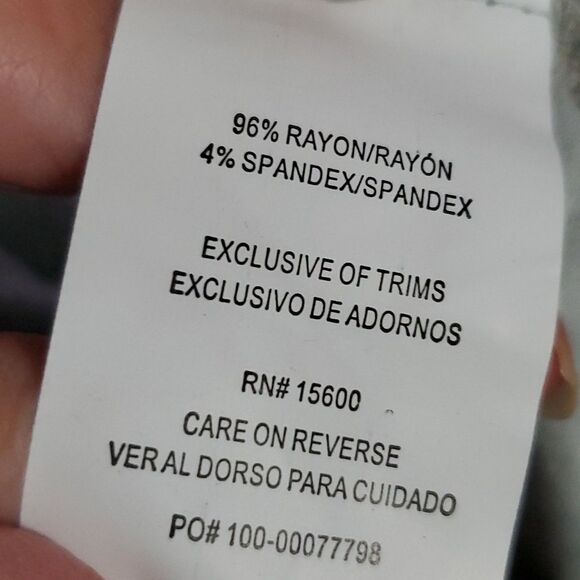 96% RAYON/RAYÓN
4% SPANDEX/SPANDEX
EXCLUSIVE OF TRIMS
EXCLUSIVO DE ADORNOS
RN# 15600
CARE ON REVERSE
VER AL DORSO PARA CUIDADO
PO# 100-00077798